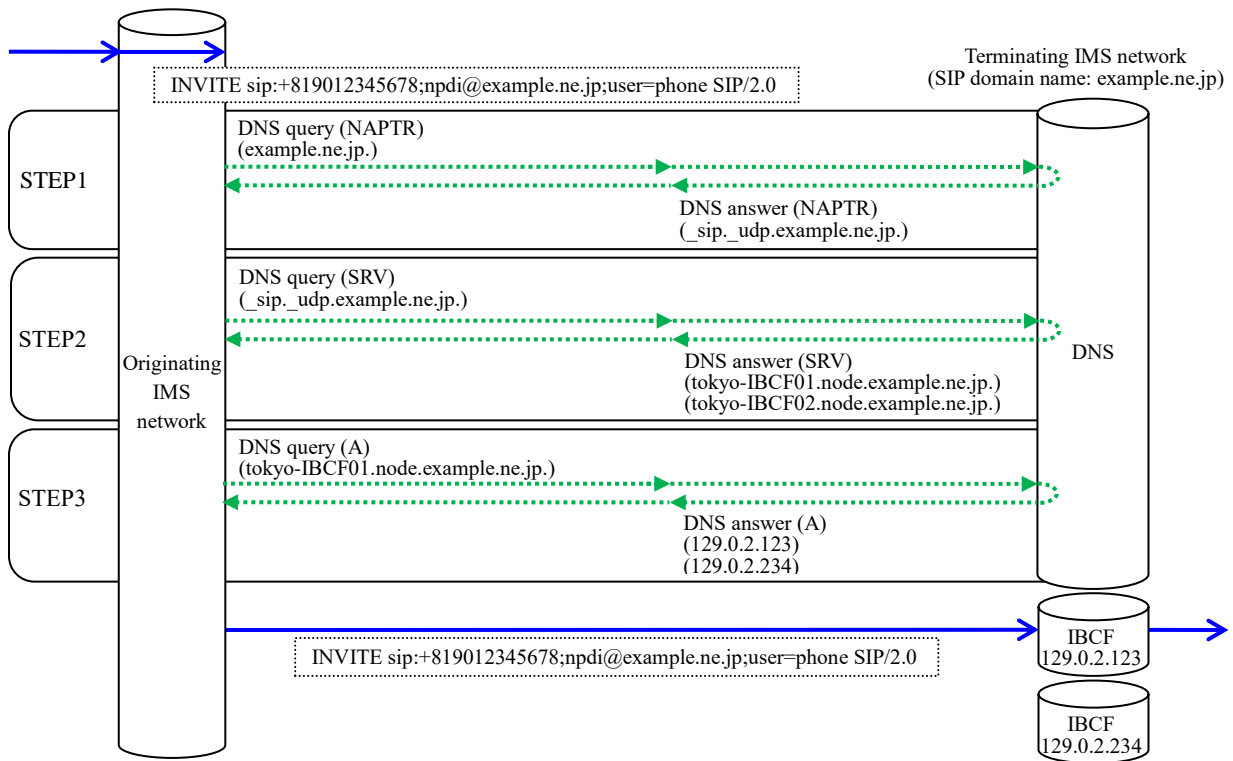 Terminating IMS network
(SIP domain name: example.ne.jp)
INVITE sip:+819012345678;npdi@example.ne.jp;user=phone SIP/2.0
STEP1
DNS query (NAPTR)
(example.ne.jp.)
DNS answer (NAPTR)
(_sip._udp.example.ne.jp.)
STEP2
DNS query (SRV)
(_sip._udp.example.ne.jp.)
DNS answer (SRV)
(tokyo-IBCF01.node.example.ne.jp.)
(tokyo-IBCF02.node.example.ne.jp.)
Originating
IMS
network
DNS
STEP3
DNS query (A)
(tokyo-IBCF01.node.example.ne.jp.)
DNS answer (A)
(129.0.2.123)
(129.0.2.234)
INVITE sip:+819012345678;npdi@example.ne.jp;user=phone SIP/2.0
IBCF
129.0.2.123
IBCF
129.0.2.234